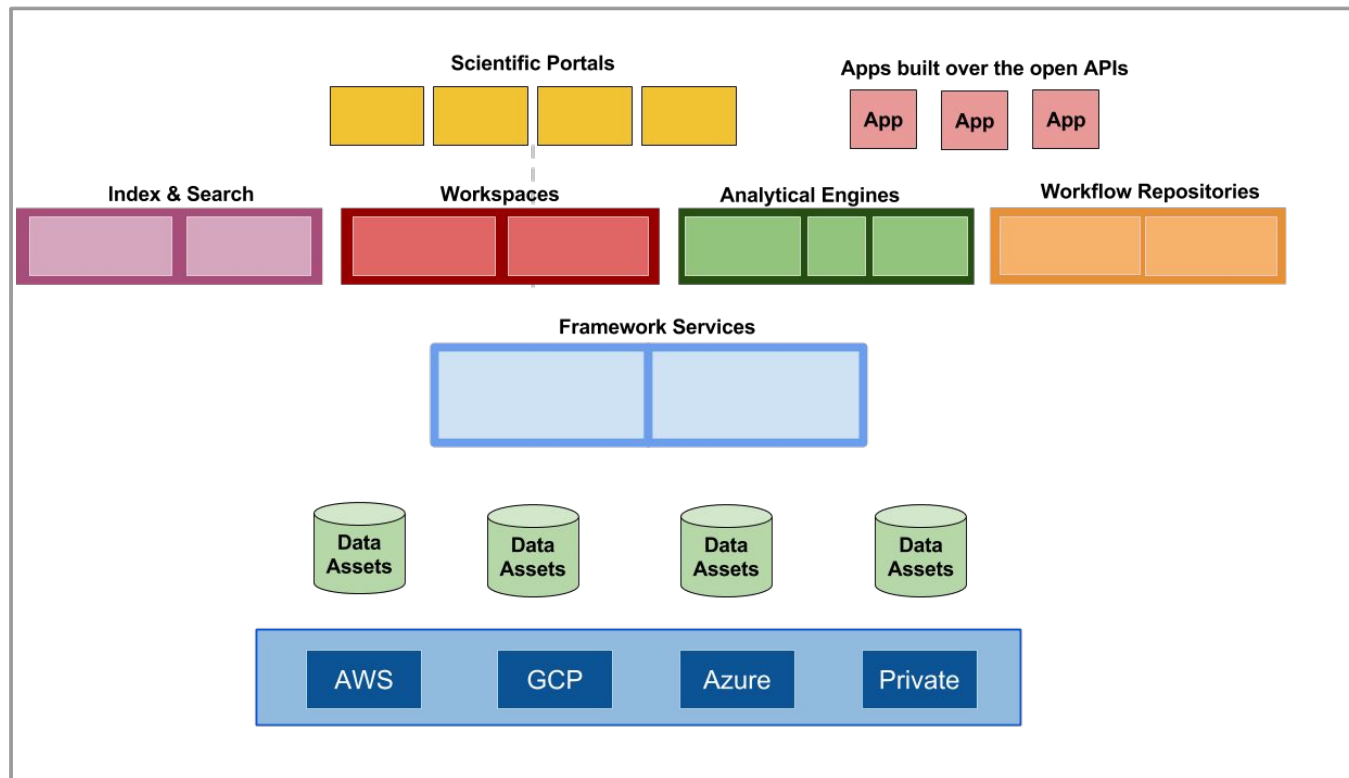 Scientific Portals
Apps built over the open APIs
App
App
App
Index & Search
Workspaces
Analytical Engines
Workflow Repositories
Framework Services
Data
Assets
Data
Assets
Data
Assets
Data
Assets
AWS
GCP
Azure
Private